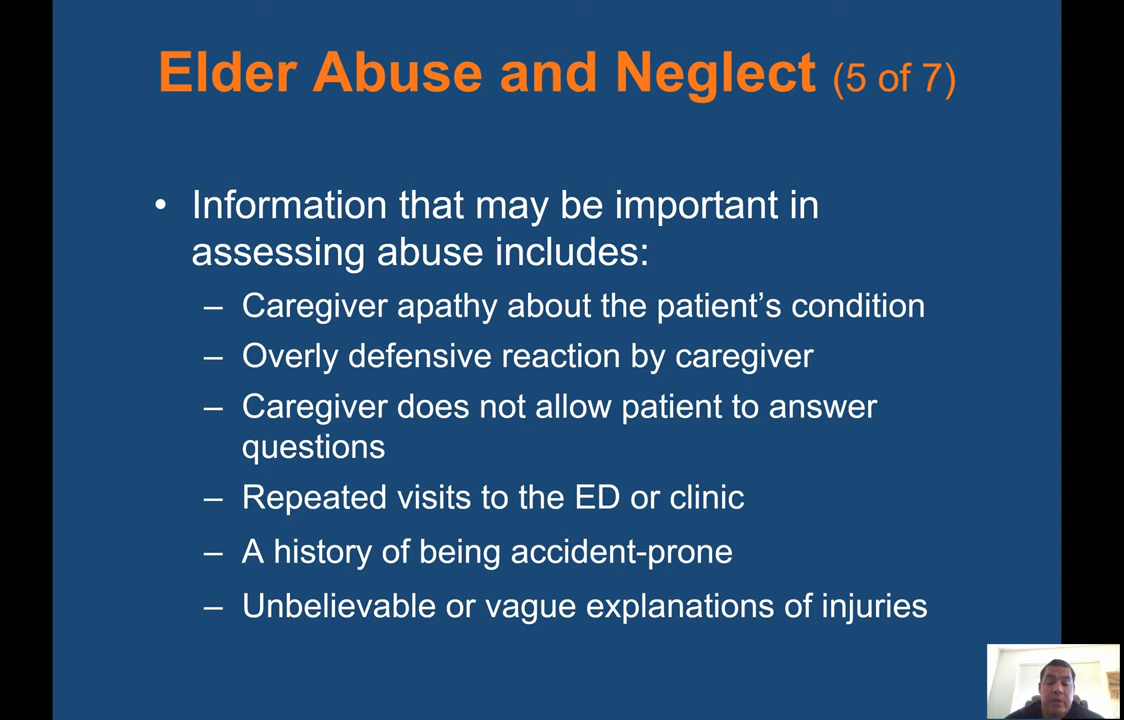 Elder Abuse and Neglect (5 of 7)
• Information that may be important in
assessing abuse includes:
– Caregiver apathy about the patient’s condition
– Overly defensive reaction by caregiver
– Caregiver does not allow patient to answer
questions
– Repeated visits to the ED or clinic
– A history of being accident-prone
– Unbelievable or vague explanations of injuries